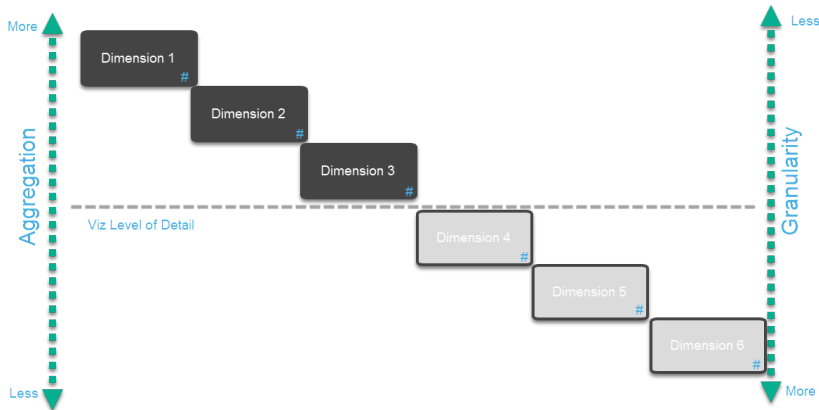 More
Less
Dimension 1
#
Dimension 2
#
Aggregation
Granularity
Dimension 3
#
Viz Level of Detail
Dimension 4
#
Dimension 5
#
Dimension 6
#
Less
More